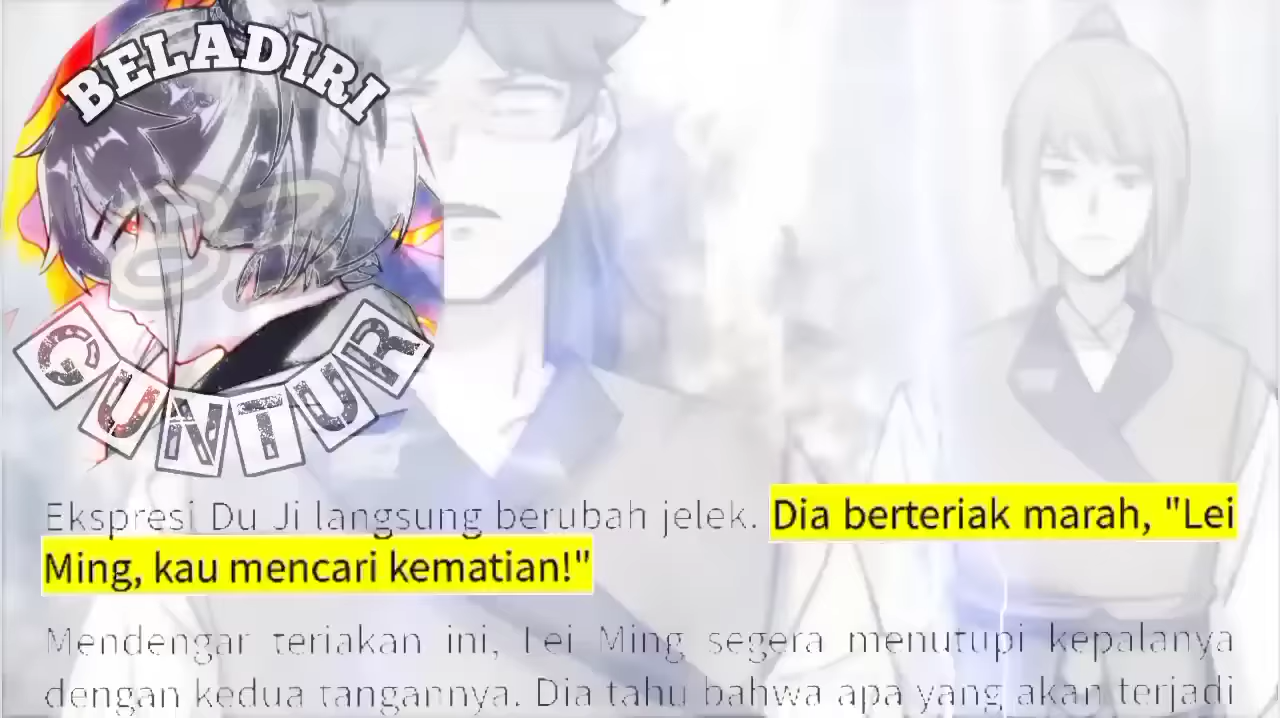 BELADIRI
GUNTUR
Ekspresi Du Ji langsung berubah jelek. Dia berteriak marah, "Lei
Ming, kau mencari kematian!"
Mendengar teriakan ini, Lei Ming segera menutupi kepalanya
dengan kedua tangannya. Dia tahu bahwa apa yang akan terjadi